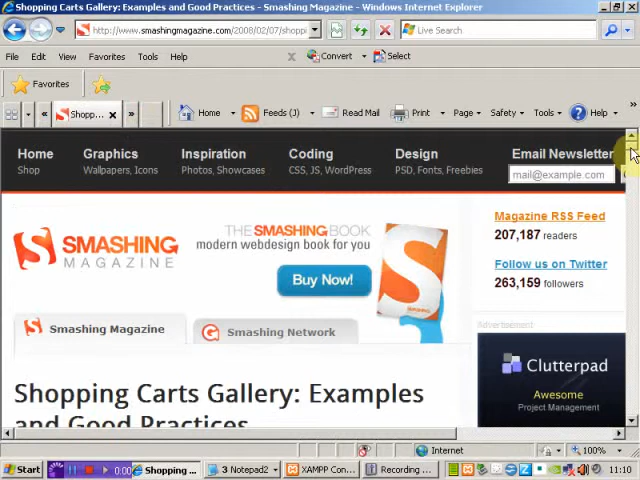 Shopping Carts Gallery: Examples and Good Practices - Smashing Magazine - Windows Internet Explorer
http://www.smashingmagazine.com/2008/02/07/shoppi
Live Search
File Edit View Favorites Tools Help
Convert Select
Favorites
Shopp...
Home Feeds (J) Read Mail Print Page Safety Tools Help
Home Graphics Inspiration Coding Design Email Newsletter
Shop Wallpapers, Icons Photos, Showcases CSS, JS, WordPress PSD, Fonts, Freebies
mail@example.com
THE SMASHING BOOK
modern webdesign book for you
SMASHING
MAGAZINE
Buy Now!
Magazine RSS Feed
207,187 readers
Follow us on Twitter
263,159 followers
Smashing Magazine Smashing Network
Advertisement
Clutterpad
Awesome
Project Management
Shopping Carts Gallery: Examples
and Good Practices
Internet 100%
Start 0:00 Shopping ... 3 Notepad2 XAMPP Con... Recording ... 11:10